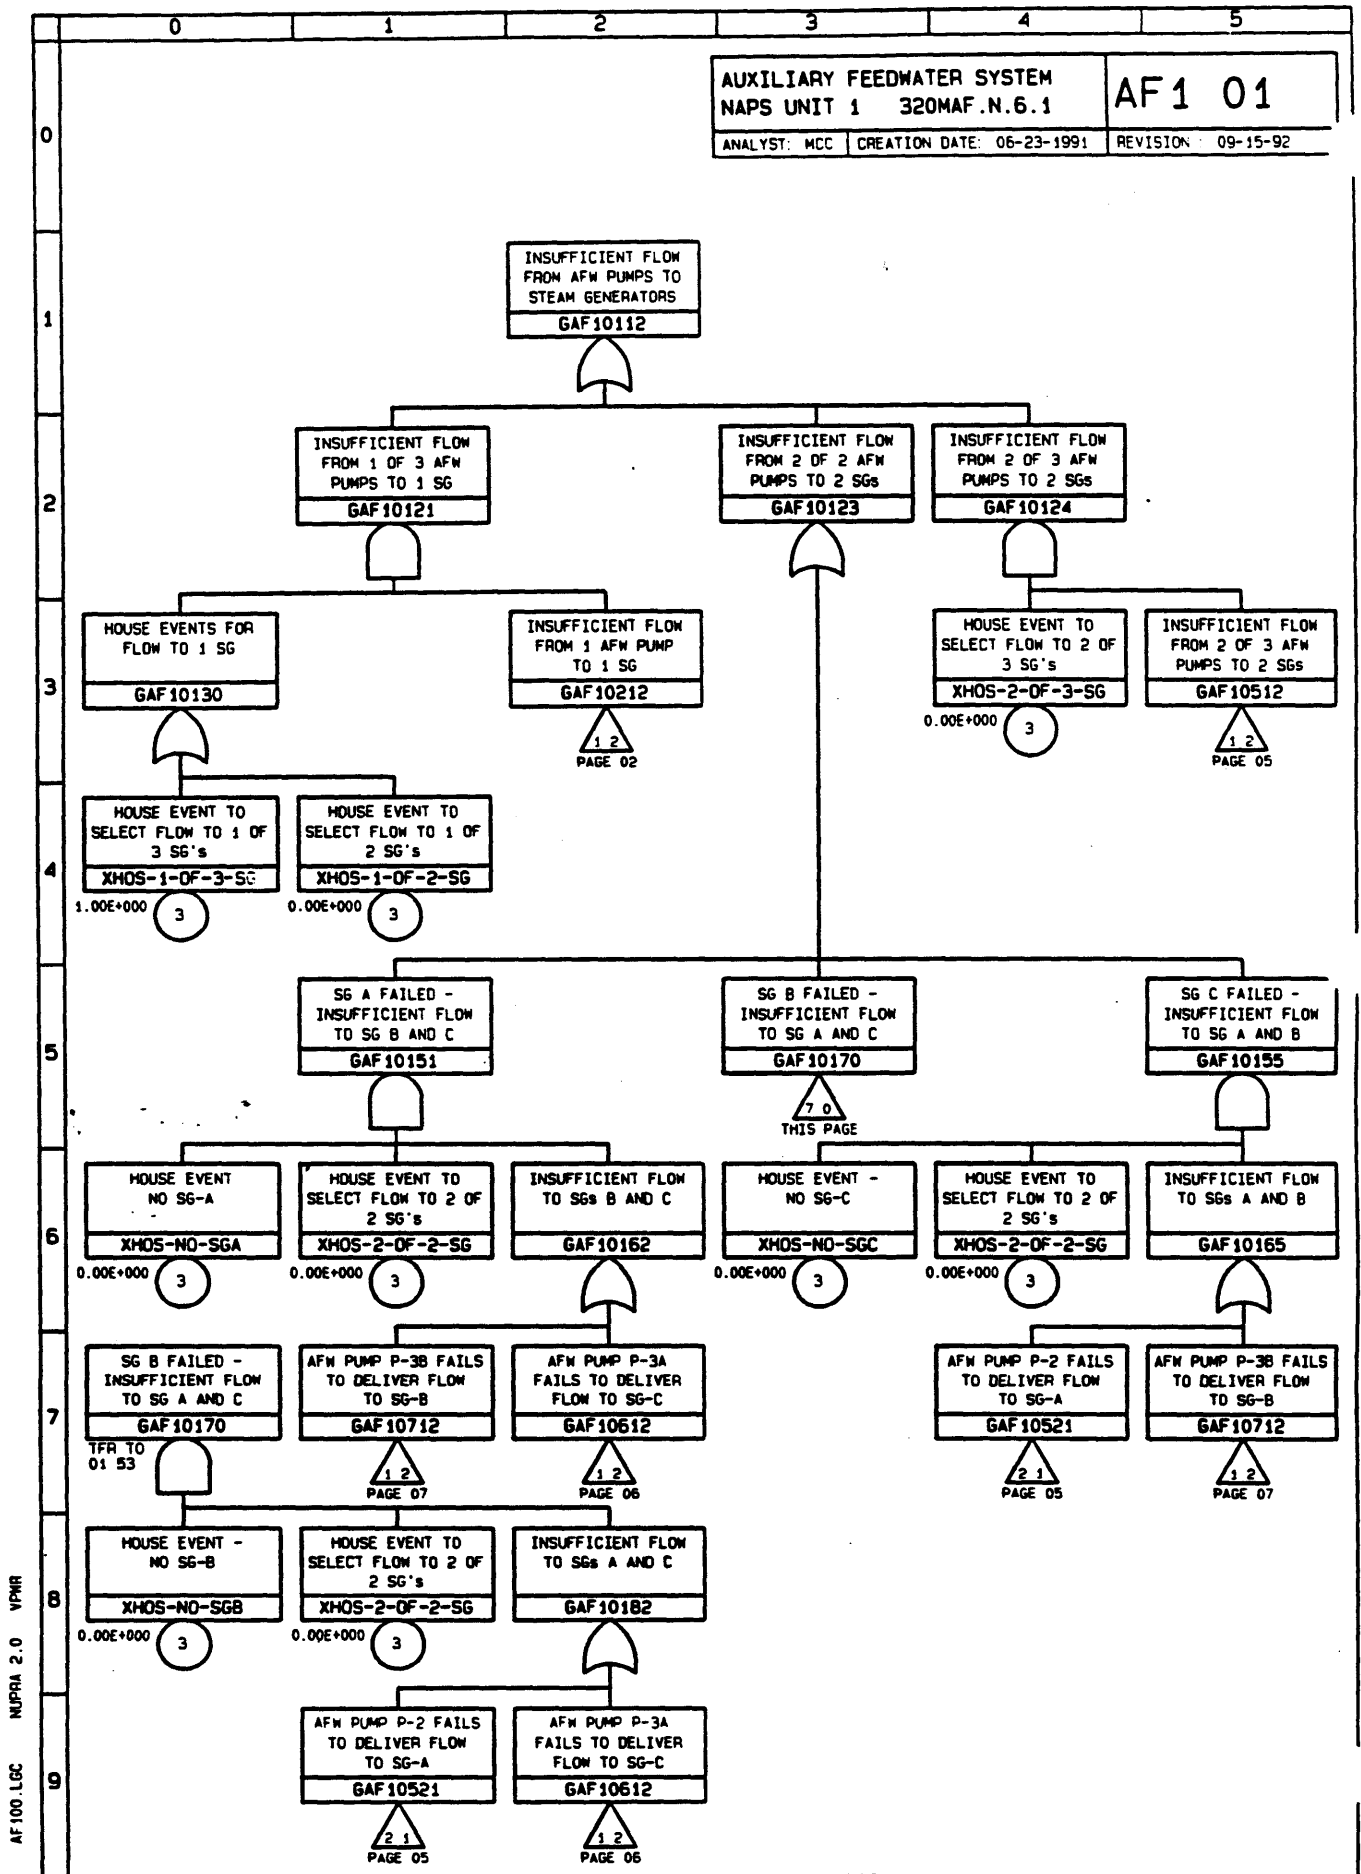 0 1 2 3 4 5
AUXILIARY FEEDWATER SYSTEM
NAPS UNIT 1 320MAF.N.6.1
AF1 01
ANALYST: MCC CREATION DATE: 06-23-1991 REVISION: 09-15-92
0
INSUFFICIENT FLOW
FROM AFW PUMPS TO
STEAM GENERATORS
GAF10112
1
INSUFFICIENT FLOW
FROM 1 OF 3 AFW
PUMPS TO 1 SG
GAF10121
INSUFFICIENT FLOW
FROM 2 OF 2 AFW
PUMPS TO 2 SGs
GAF10123
INSUFFICIENT FLOW
FROM 2 OF 3 AFW
PUMPS TO 2 SGs
GAF10124
2
HOUSE EVENTS FOR
FLOW TO 1 SG
GAF10130
INSUFFICIENT FLOW
FROM 1 AFW PUMP
TO 1 SG
GAF10212
1 2
PAGE 02
HOUSE EVENT TO
SELECT FLOW TO 2 OF
3 SG's
XHOS-2-OF-3-SG
0.00E+000
3
INSUFFICIENT FLOW
FROM 2 OF 3 AFW
PUMPS TO 2 SGs
GAF10512
1 2
PAGE 05
3
HOUSE EVENT TO
SELECT FLOW TO 1 OF
3 SG's
XHOS-1-OF-3-SG
1.00E+000
3
HOUSE EVENT TO
SELECT FLOW TO 1 OF
2 SG's
XHOS-1-OF-2-SG
0.00E+000
3
4
SG A FAILED -
INSUFFICIENT FLOW
TO SG B AND C
GAF10151
SG B FAILED -
INSUFFICIENT FLOW
TO SG A AND C
GAF10170
7 0
THIS PAGE
SG C FAILED -
INSUFFICIENT FLOW
TO SG A AND B
GAF10155
5
HOUSE EVENT
NO SG-A
XHOS-NO-SGA
0.00E+000
3
HOUSE EVENT TO
SELECT FLOW TO 2 OF
2 SG's
XHOS-2-OF-2-SG
0.00E+000
3
INSUFFICIENT FLOW
TO SGs B AND C
GAF10162
HOUSE EVENT -
NO SG-C
XHOS-NO-SGC
0.00E+000
3
HOUSE EVENT TO
SELECT FLOW TO 2 OF
2 SG's
XHOS-2-OF-2-SG
0.00E+000
3
INSUFFICIENT FLOW
TO SGs A AND B
GAF10165
6
SG B FAILED -
INSUFFICIENT FLOW
TO SG A AND C
GAF10170
TFR TO
01 53
AFW PUMP P-3B FAILS
TO DELIVER FLOW
TO SG-B
GAF10712
1 2
PAGE 07
AFW PUMP P-3A
FAILS TO DELIVER
FLOW TO SG-C
GAF10612
1 2
PAGE 06
AFW PUMP P-2 FAILS
TO DELIVER FLOW
TO SG-A
GAF10521
2 1
PAGE 05
AFW PUMP P-3B FAILS
TO DELIVER FLOW
TO SG-B
GAF10712
1 2
PAGE 07
7
HOUSE EVENT -
NO SG-B
XHOS-NO-SGB
0.00E+000
3
HOUSE EVENT TO
SELECT FLOW TO 2 OF
2 SG's
XHOS-2-OF-2-SG
0.00E+000
3
INSUFFICIENT FLOW
TO SGs A AND C
GAF10182
8
AFW PUMP P-2 FAILS
TO DELIVER FLOW
TO SG-A
GAF10521
2 1
PAGE 05
AFW PUMP P-3A
FAILS TO DELIVER
FLOW TO SG-C
GAF10612
1 2
PAGE 06
9
AF100.LGC NUPRA 2.0 VPWR